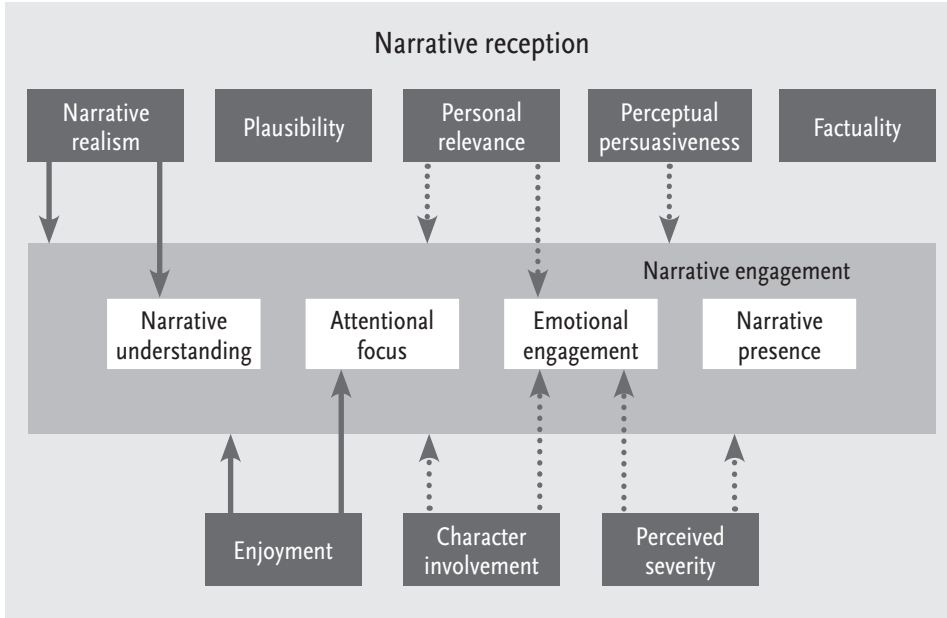 Narrative reception
Narrative
realism
Plausibility
Personal
relevance
Perceptual
persuasiveness
Factuality
Narrative engagement
Narrative
understanding
Attentional
focus
Emotional
engagement
Narrative
presence
Enjoyment
Character
involvement
Perceived
severity